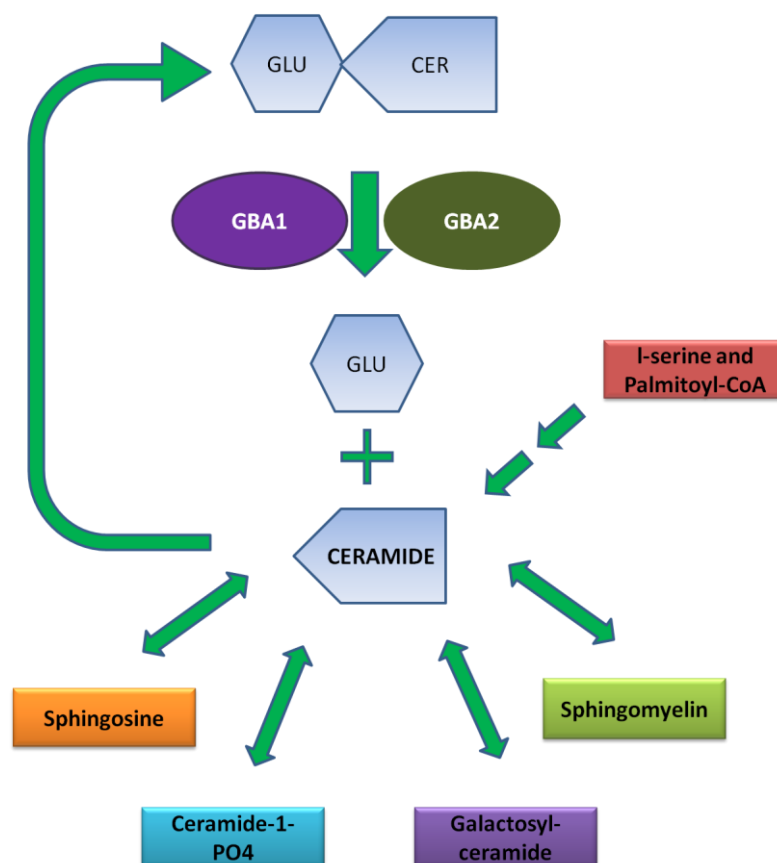 GLU
CER
GBA1
GBA2
GLU
l-serine and
Palmitoyl-CoA
CERAMIDE
Sphingosine
Sphingomyelin
Ceramide-1-
PO4
Galactosyl-
ceramide